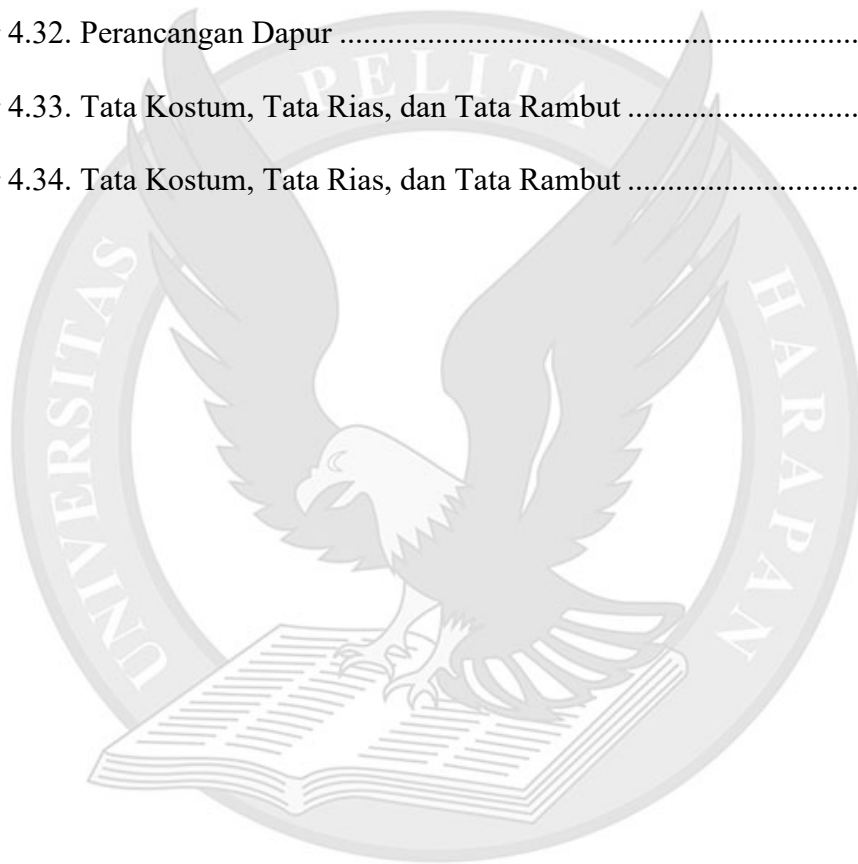 4.32. Perancangan Dapur ................................................................
4.33. Tata Kostum, Tata Rias, dan Tata Rambut .............................
4.34. Tata Kostum, Tata Rias, dan Tata Rambut .............................
UNIVERSITAS PELITA HARAPAN